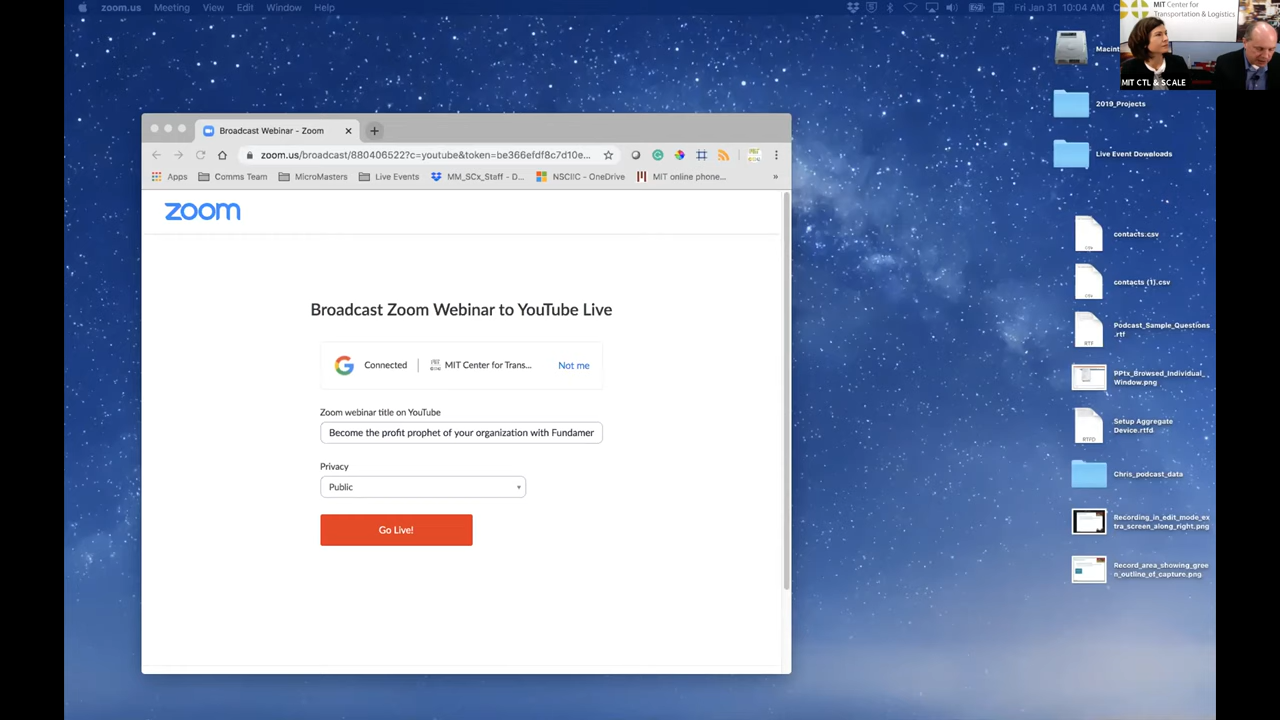 zoom.us Meeting View Edit Window Help
Fri Jan 31 10:04 AM
MIT Center for
Transportation & Logistics
MIT CTL & SCALE
2019_Projects
Live Event Downloads
contacts.csv
contacts (1).csv
Podcast_Sample_Questions
.rtf
PPtx_Browsed_Individual_
Window.png
Setup Aggregate
Device.rtfd
Chris_podcast_data
Recording_in_edit_mode_ex
tra_screen_along_right.png
Record_area_showing_gree
n_outline_of_capture.png
Broadcast Webinar - Zoom
zoom.us/broadcast/880406522?c=youtube&token=be366efdf8c7d10e...
Apps Comms Team MicroMasters Live Events MM_SCx_Staff - D... NSCIIC - OneDrive MIT online phone... »
zoom
Broadcast Zoom Webinar to YouTube Live
Connected MIT Center for Trans... Not me
Zoom webinar title on YouTube
Become the profit prophet of your organization with Fundamer
Privacy
Public
Go Live!